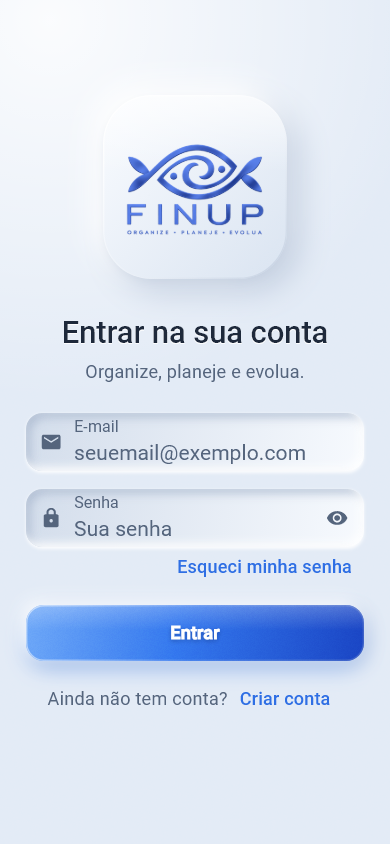 FINUP
ORGANIZE • PLANEJE • EVOLUA
Entrar na sua conta
Organize, planeje e evolua.
E-mail
seuemail@exemplo.com
Senha
Sua senha
Esqueci minha senha
Entrar
Ainda não tem conta? Criar conta